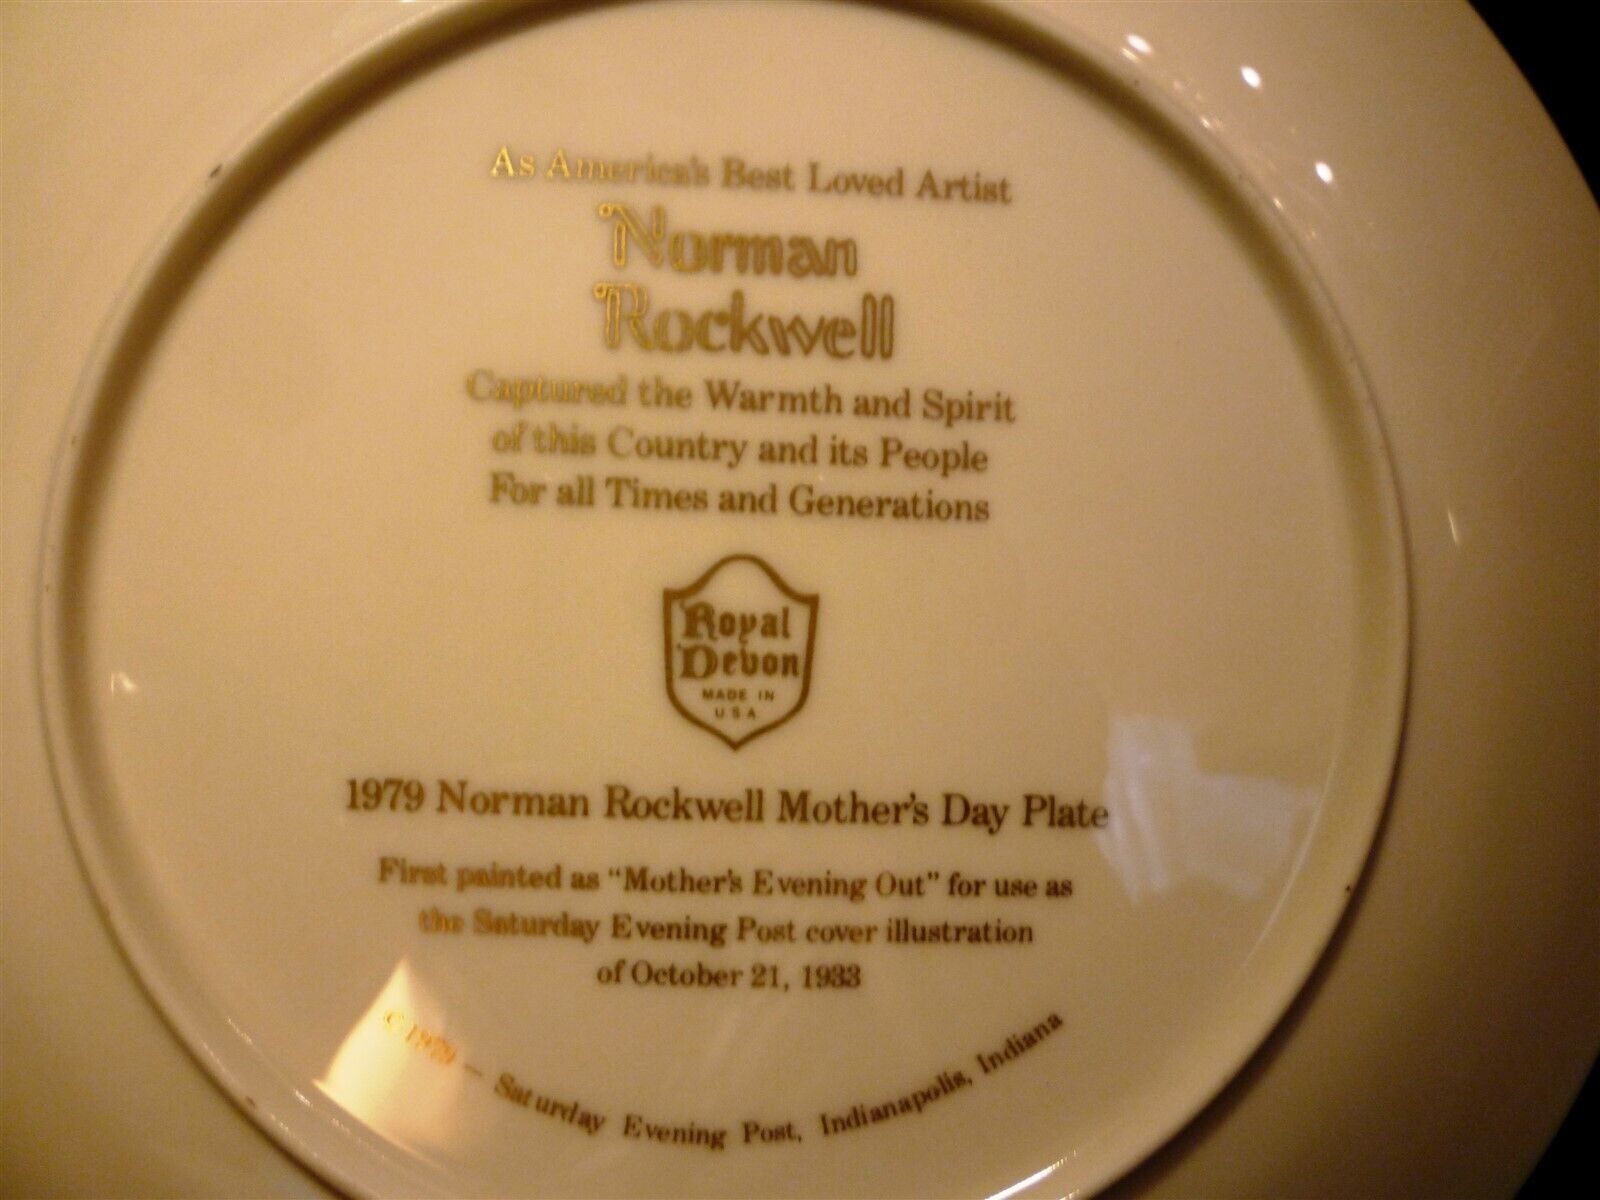 As America's Best Loved Artist
Norman
Rockwell
Captured the Warmth and Spirit
of this Country and its People
For all Times and Generations
Royal
Devon
MADE IN
U.S.A
1979 Norman Rockwell Mother's Day Plate
First painted as "Mother's Evening Out" for use as
the Saturday Evening Post cover illustration
of October 21, 1933
© 1979 — Saturday Evening Post, Indianapolis, Indiana